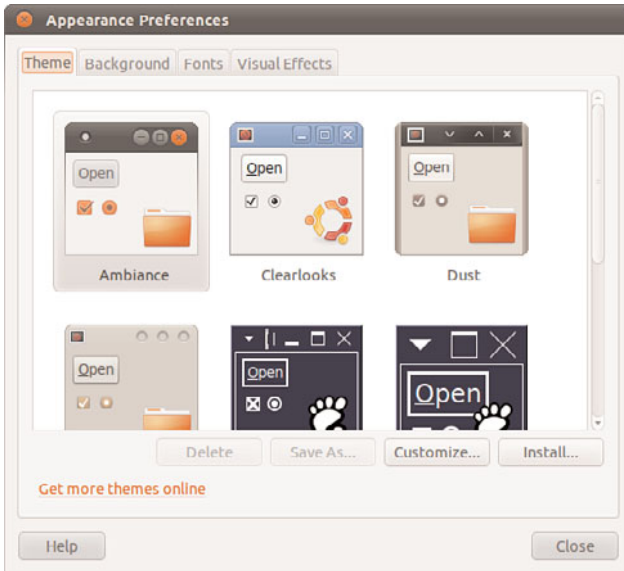 Appearance Preferences
Theme Background Fonts Visual Effects
Open Open Open
Ambiance Clearlooks Dust
Open Open Open
Delete Save As... Customize... Install...
Get more themes online
Help Close